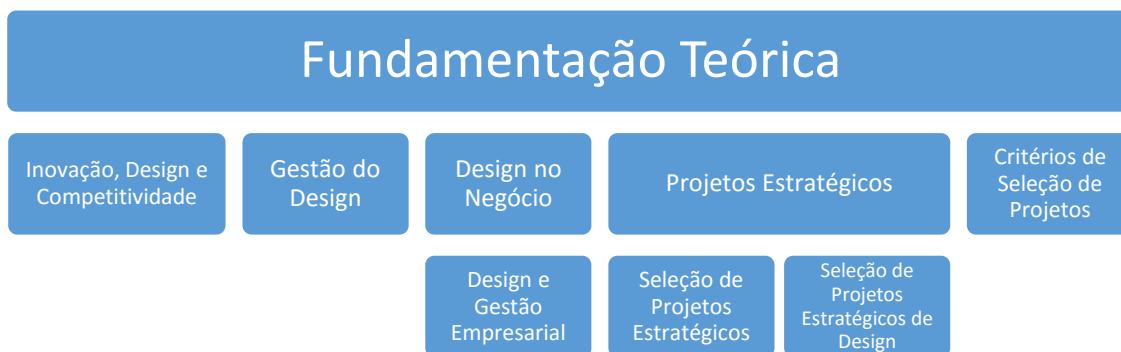 Fundamentação Teórica
Inovação, Design e
Competitividade
Gestão do
Design
Design no
Negócio
Projetos Estratégicos
Critérios de
Seleção de
Projetos
Design e
Gestão
Empresarial
Seleção de
Projetos
Estratégicos
Seleção de
Projetos
Estratégicos de
Design